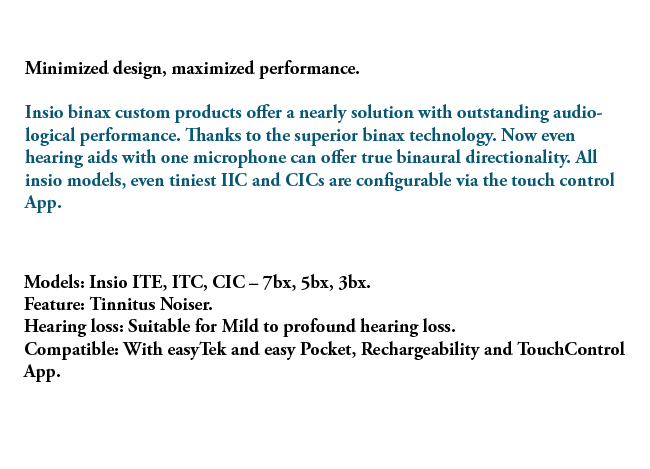 Minimized design, maximized performance.
Insio binax custom products offer a nearly solution with outstanding audio-
logical performance. Thanks to the superior binax technology. Now even
hearing aids with one microphone can offer true binaural directionality. All
insio models, even tiniest IIC and CICs are configurable via the touch control
App.
Models: Insio ITE, ITC, CIC – 7bx, 5bx, 3bx.
Feature: Tinnitus Noiser.
Hearing loss: Suitable for Mild to profound hearing loss.
Compatible: With easyTek and easy Pocket, Rechargeability and TouchControl
App.